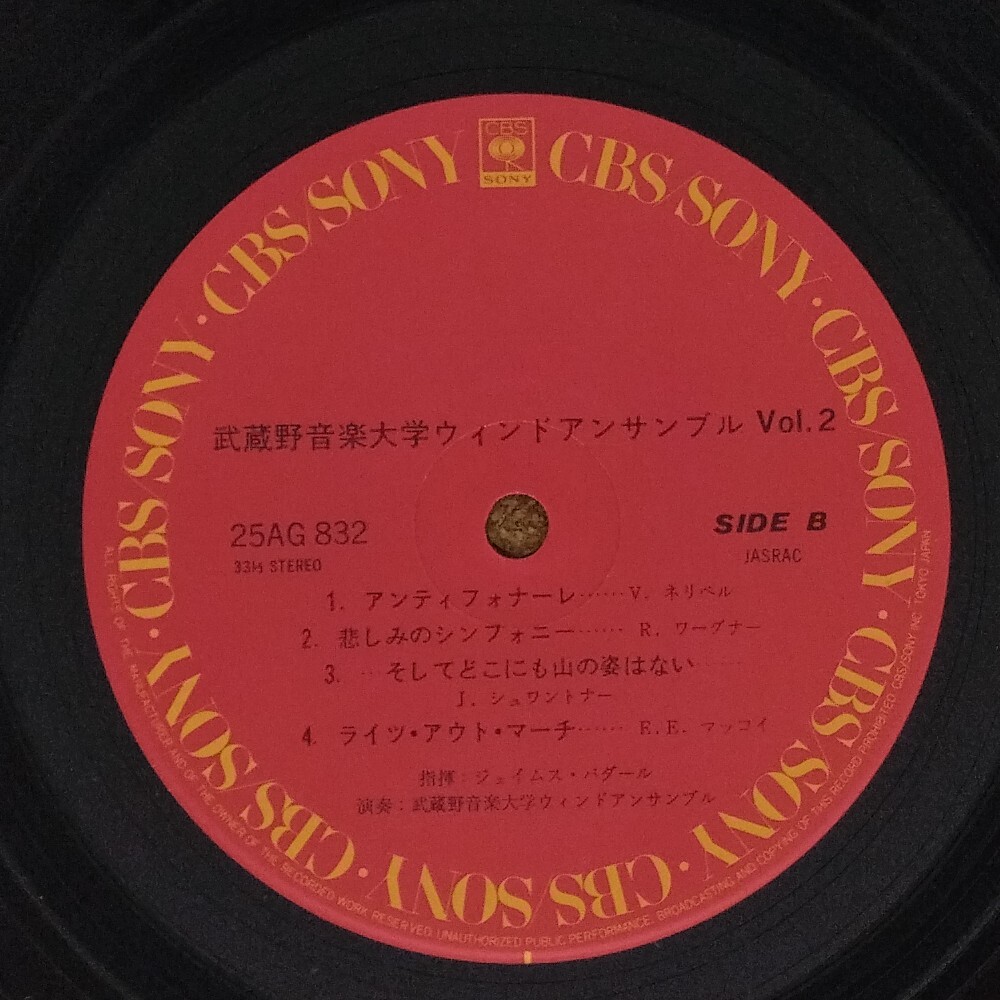 CBS
SONY
CBS/SONY · CBS/SONY · CBS/SONY · CBS/SONY · CBS/SONY · CBS/SONY · CBS/SONY · CBS/SONY
武蔵野音楽大学ウィンドアンサンブル Vol.2
25AG 832
SIDE B
33⅓ STEREO
JASRAC
1. アンティフォナーレ……V. ネリベル
2. 悲しみのシンフォニー…… R. ワーグナー
3. …そしてどこにも山の姿はない……
J. シュワントナー
4. ライツ・アウト・マーチ…… E.E. マッコイ
指揮:ジェイムス・バダール
演奏:武蔵野音楽大学ウィンドアンサンブル
ALL RIGHTS OF THE MANUFACTURER AND OF THE OWNER OF THE RECORDED WORK RESERVED. UNAUTHORIZED PUBLIC PERFORMANCE, BROADCASTING AND COPYING OF THIS RECORD PROHIBITED. CBS/SONY INC. TOKYO JAPAN